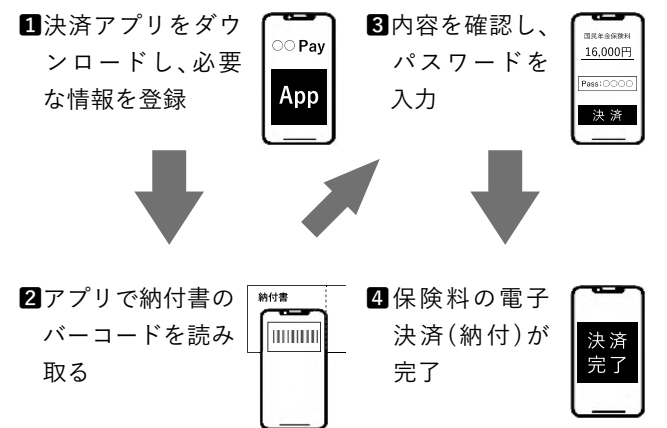 1決済アプリをダウ
ンロードし、必要
な情報を登録
○○ Pay
App
2アプリで納付書の
バーコードを読み
取る
納付書
3内容を確認し、
パスワードを
入力
国民年金保険料
16,000円
Pass:○○○○
決 済
4保険料の電子
決済(納付)が
完了
決済
完了